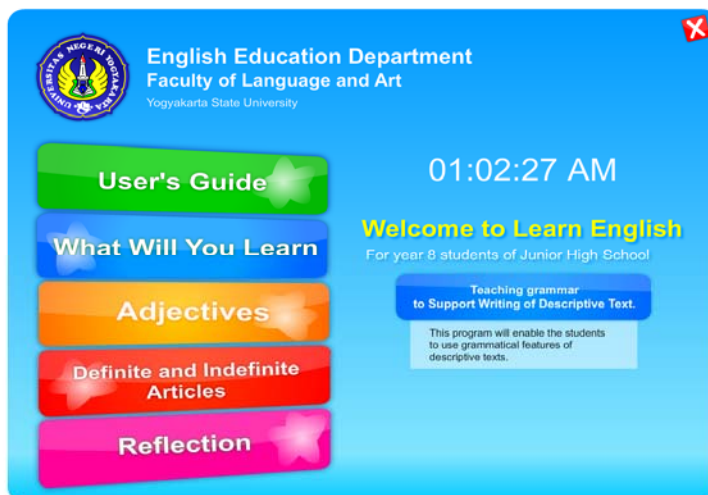 UNIVERSITAS NEGERI YOGYAKARTA
English Education Department
Faculty of Language and Art
Yogyakarta State University
User's Guide
What Will You Learn
Adjectives
Definite and Indefinite
Articles
Reflection
01:02:27 AM
Welcome to Learn English
For year 8 students of Junior High School
Teaching grammar
to Support Writing of Descriptive Text.
This program will enable the students
to use grammatical features of
descriptive texts.